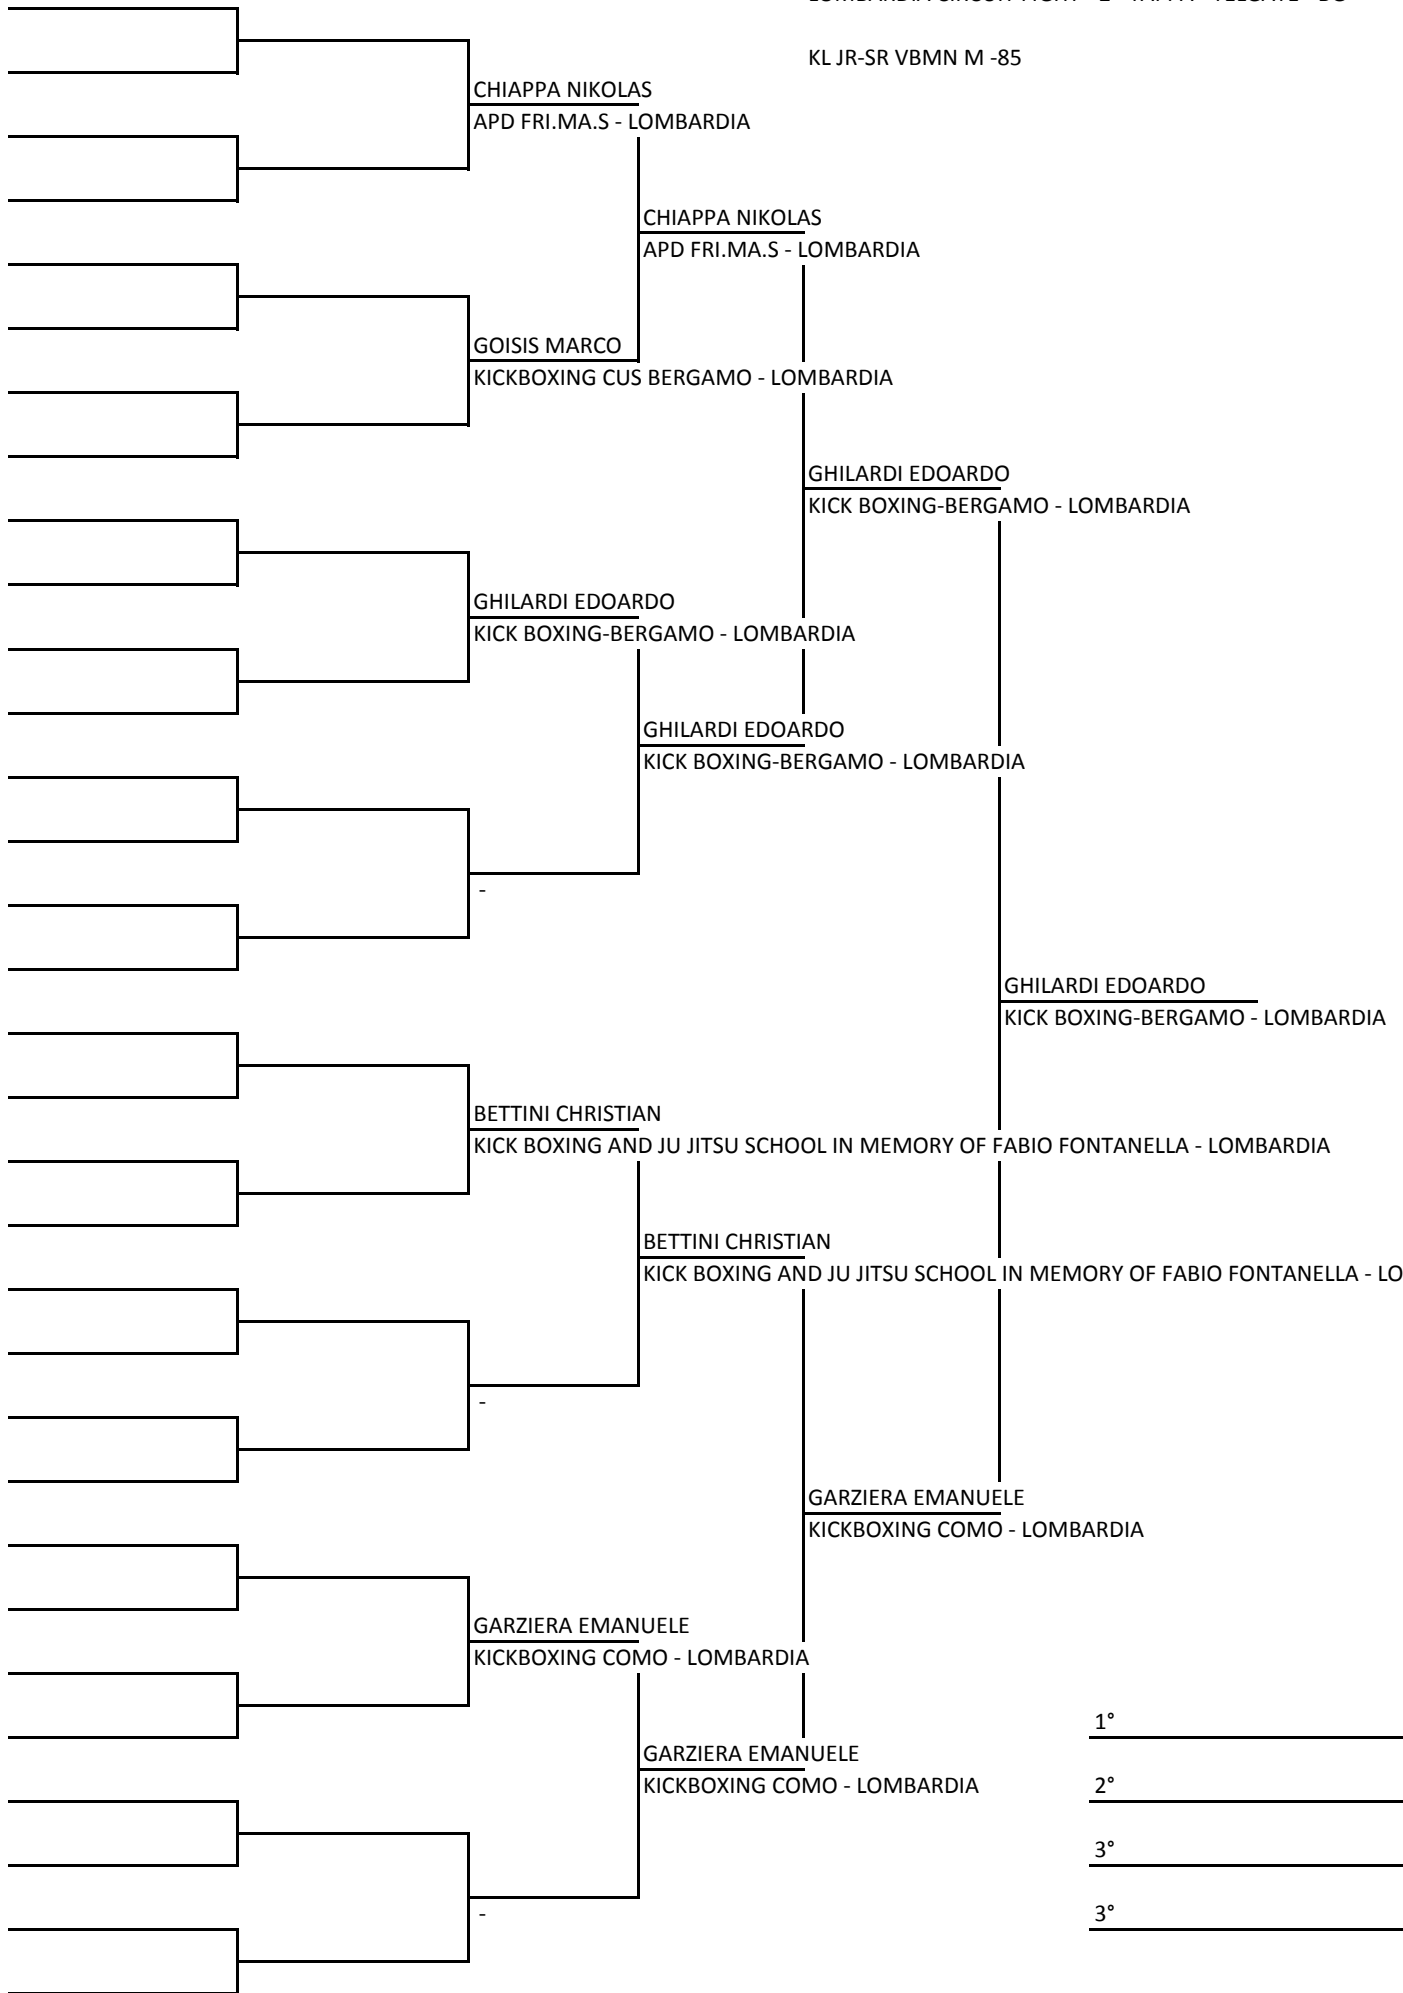 KL JR-SR VBMN M -85
CHIAPPA NIKOLAS
APD FRI.MA.S - LOMBARDIA
CHIAPPA NIKOLAS
APD FRI.MA.S - LOMBARDIA
GOISIS MARCO
KICKBOXING CUS BERGAMO - LOMBARDIA
GHILARDI EDOARDO
KICK BOXING-BERGAMO - LOMBARDIA
GHILARDI EDOARDO
KICK BOXING-BERGAMO - LOMBARDIA
GHILARDI EDOARDO
KICK BOXING-BERGAMO - LOMBARDIA
-
GHILARDI EDOARDO
KICK BOXING-BERGAMO - LOMBARDIA
BETTINI CHRISTIAN
KICK BOXING AND JU JITSU SCHOOL IN MEMORY OF FABIO FONTANELLA - LOMBARDIA
BETTINI CHRISTIAN
KICK BOXING AND JU JITSU SCHOOL IN MEMORY OF FABIO FONTANELLA - LO
-
GARZIERA EMANUELE
KICKBOXING COMO - LOMBARDIA
GARZIERA EMANUELE
KICKBOXING COMO - LOMBARDIA
1°
GARZIERA EMANUELE
KICKBOXING COMO - LOMBARDIA
2°
3°
-
3°